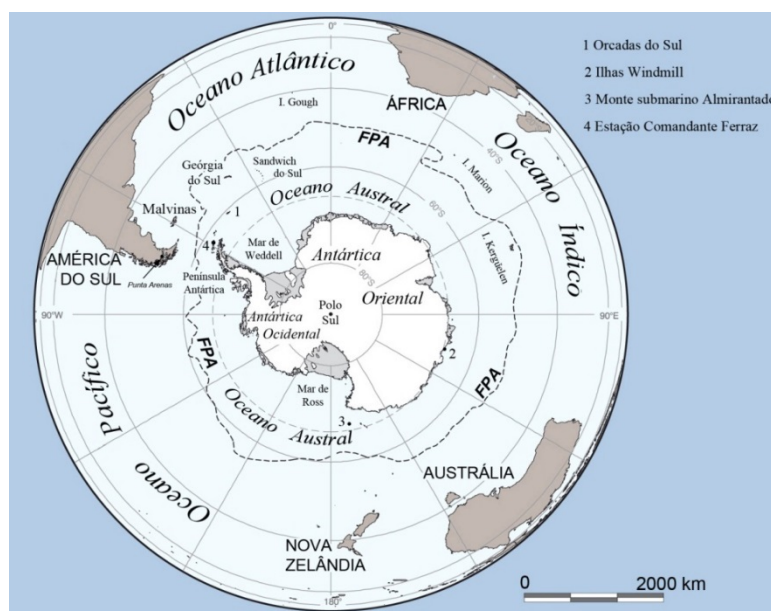 0°
1 Orcadas do Sul
2 Ilhas Windmill
3 Monte submarino Almirantado
4 Estação Comandante Ferraz
Oceano Atlântico
I. Gough
ÁFRICA
FPA
Oceano
Índico
40°S
I. Marion
Geórgia
do Sul
Sandwich
do Sul
Oceano Austral
60°S
Malvinas
1
I. Kerguelen
4
Mar de
Weddell
Antártica
Oriental
80°S
AMÉRICA
DO SUL
Punta Arenas
Península
Antártica
Polo
Sul
90°W
90°E
Antártica
Ocidental
2
FPA
FPA
Mar de
Ross
Oceano
Austral
3
Oceano
Pacífico
AUSTRÁLIA
NOVA
ZELÂNDIA
180°
0
2000 km